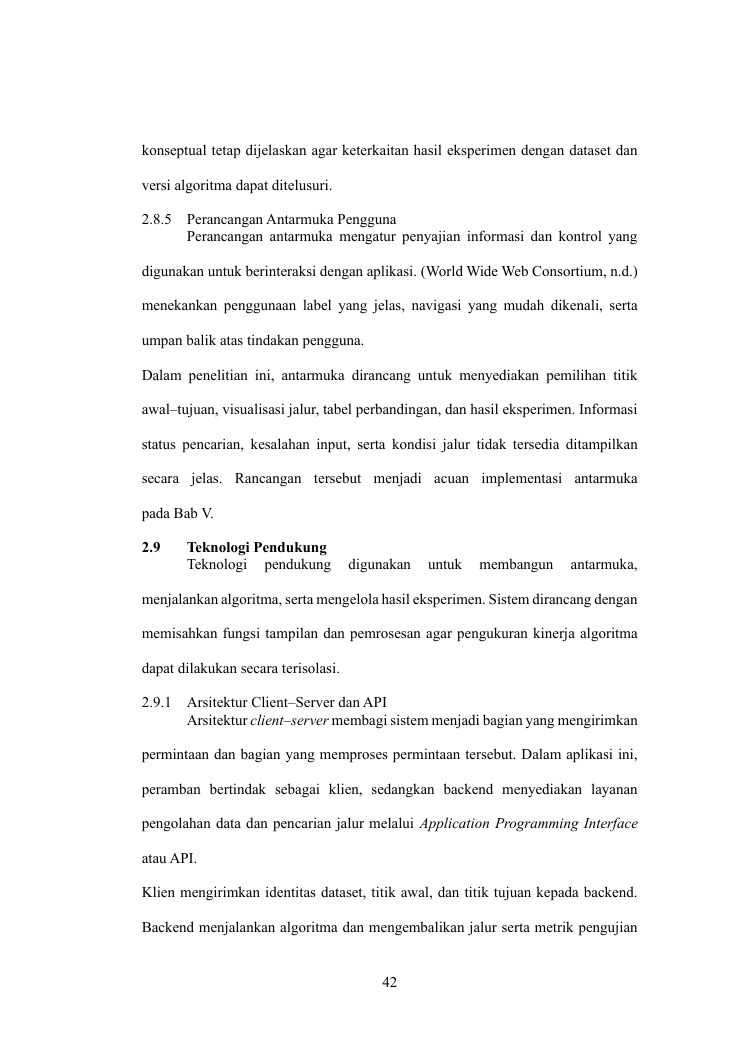 konseptual tetap dijelaskan agar keterkaitan hasil eksperimen dengan dataset dan
versi algoritma dapat ditelusuri.
2.8.5 Perancangan Antarmuka Pengguna
Perancangan antarmuka mengatur penyajian informasi dan kontrol yang
digunakan untuk berinteraksi dengan aplikasi. (World Wide Web Consortium, n.d.)
menekankan penggunaan label yang jelas, navigasi yang mudah dikenali, serta
umpan balik atas tindakan pengguna.
Dalam penelitian ini, antarmuka dirancang untuk menyediakan pemilihan titik
awal–tujuan, visualisasi jalur, tabel perbandingan, dan hasil eksperimen. Informasi
status pencarian, kesalahan input, serta kondisi jalur tidak tersedia ditampilkan
secara jelas. Rancangan tersebut menjadi acuan implementasi antarmuka
pada Bab V.
2.9 Teknologi Pendukung
Teknologi pendukung digunakan untuk membangun antarmuka,
menjalankan algoritma, serta mengelola hasil eksperimen. Sistem dirancang dengan
memisahkan fungsi tampilan dan pemrosesan agar pengukuran kinerja algoritma
dapat dilakukan secara terisolasi.
2.9.1 Arsitektur Client–Server dan API
Arsitektur client–server membagi sistem menjadi bagian yang mengirimkan
permintaan dan bagian yang memproses permintaan tersebut. Dalam aplikasi ini,
peramban bertindak sebagai klien, sedangkan backend menyediakan layanan
pengolahan data dan pencarian jalur melalui Application Programming Interface
atau API.
Klien mengirimkan identitas dataset, titik awal, dan titik tujuan kepada backend.
Backend menjalankan algoritma dan mengembalikan jalur serta metrik pengujian
42